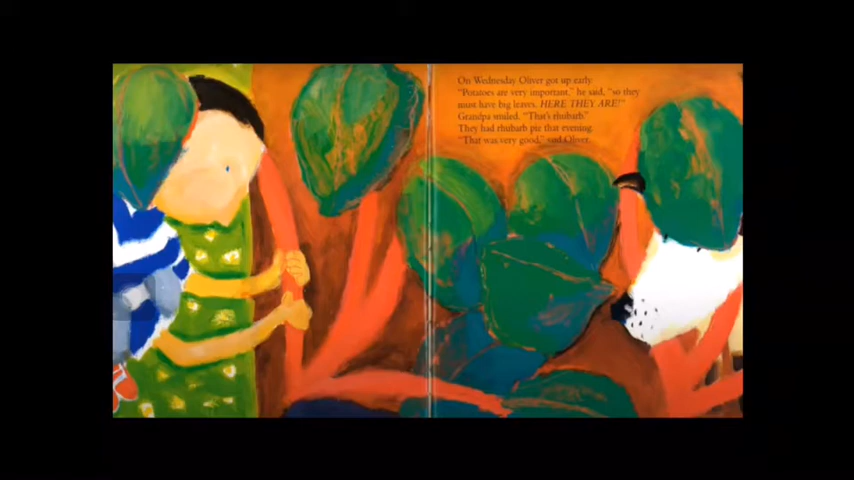 On Wednesday Oliver got up early.
"Potatoes are very important," he said, "so they
must have big leaves. HERE THEY ARE!"
Grandpa smiled. "That's rhubarb."
They had rhubarb pie that evening.
"That was very good," said Oliver.